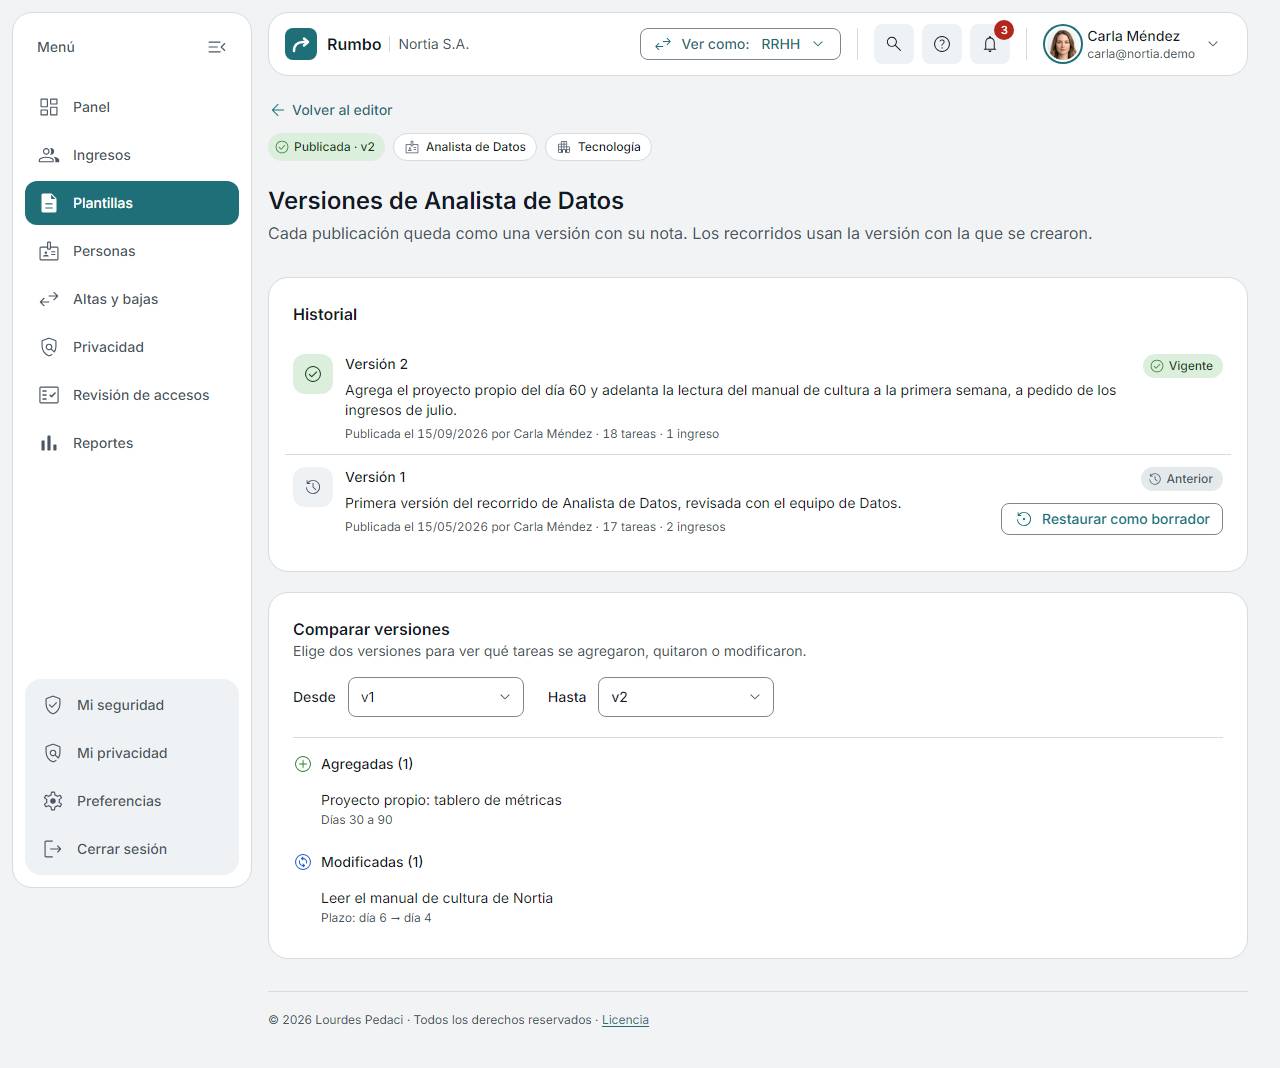 Menú
Panel
Ingresos
Plantillas
Personas
Altas y bajas
Privacidad
Revisión de accesos
Reportes
Mi seguridad
Mi privacidad
Preferencias
Cerrar sesión
Rumbo
Nortia S.A.
Ver como: RRHH
3
Carla Méndez
carla@nortia.demo
Volver al editor
Publicada · v2
Analista de Datos
Tecnología
Versiones de Analista de Datos
Cada publicación queda como una versión con su nota. Los recorridos usan la versión con la que se crearon.
Historial
Versión 2
Vigente
Agrega el proyecto propio del día 60 y adelanta la lectura del manual de cultura a la primera semana, a pedido de los
ingresos de julio.
Publicada el 15/09/2026 por Carla Méndez · 18 tareas · 1 ingreso
Versión 1
Anterior
Primera versión del recorrido de Analista de Datos, revisada con el equipo de Datos.
Publicada el 15/05/2026 por Carla Méndez · 17 tareas · 2 ingresos
Restaurar como borrador
Comparar versiones
Elige dos versiones para ver qué tareas se agregaron, quitaron o modificaron.
Desde v1 Hasta v2
Agregadas (1)
Proyecto propio: tablero de métricas
Días 30 a 90
Modificadas (1)
Leer el manual de cultura de Nortia
Plazo: día 6 → día 4
© 2026 Lourdes Pedaci · Todos los derechos reservados · Licencia